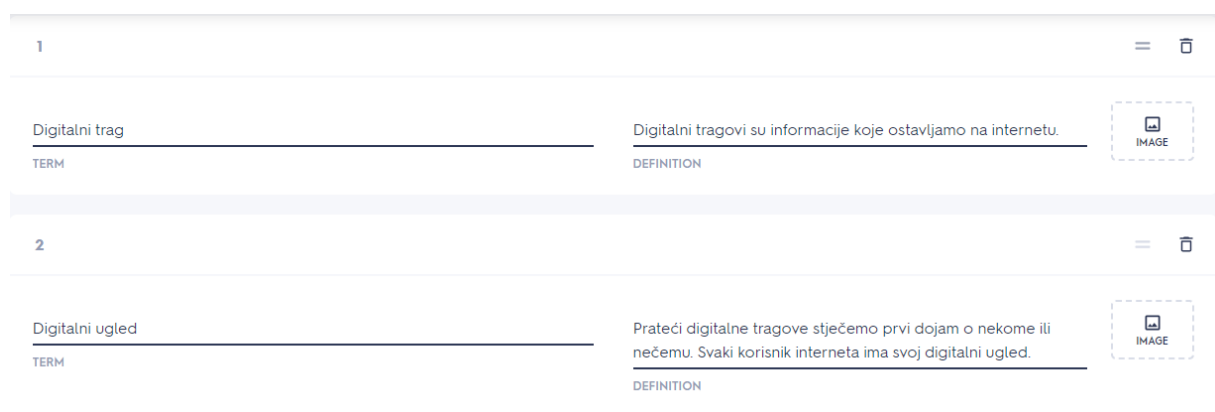 1
Digitalni trag
TERM
Digitalni tragovi su informacije koje ostavljamo na internetu.
DEFINITION
IMAGE
2
Digitalni ugled
TERM
Prateći digitalne tragove stječemo prvi dojam o nekome ili
nečemu. Svaki korisnik interneta ima svoj digitalni ugled.
DEFINITION
IMAGE